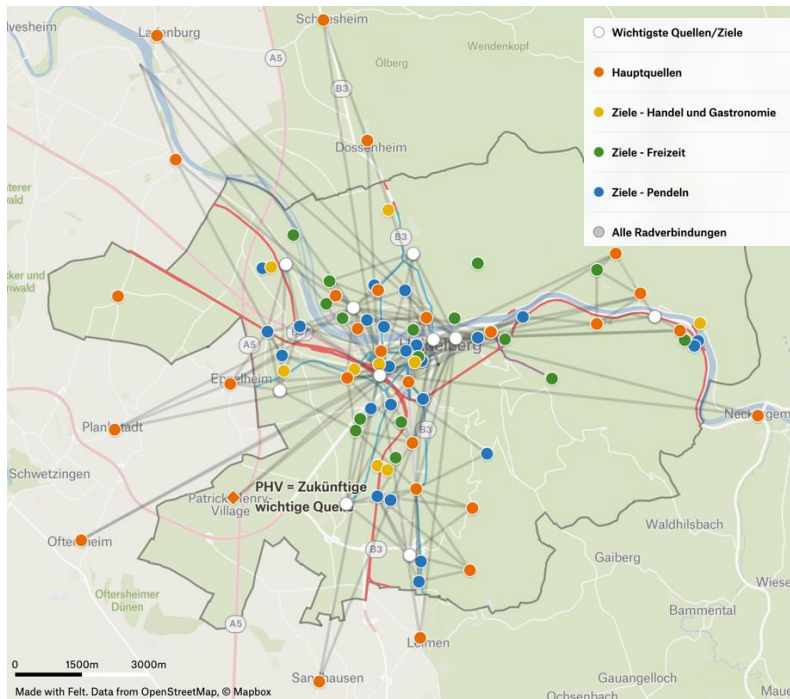 Ladenburg
Schriesheim
A5
Wendenkopf
Ölberg
B3
Dossenheim
B3
A5
Heidelberg
Eppelheim
Plankstadt
B3
Schwetzingen
PHV = Zukünftige
wichtige Quelle
Patrick-Henry-
Village
Oftersheim
B3
Waldhilsbach
Gaiberg
Oftersheimer
Dünen
Bammental
A5
Leimen
Sandhausen
Gauangelloch
Ochsenbach
0 1500m 3000m
Made with Felt. Data from OpenStreetMap, © Mapbox
Wichtigste Quellen/Ziele
Hauptquellen
Ziele - Handel und Gastronomie
Ziele - Freizeit
Ziele - Pendeln
Alle Radverbindungen